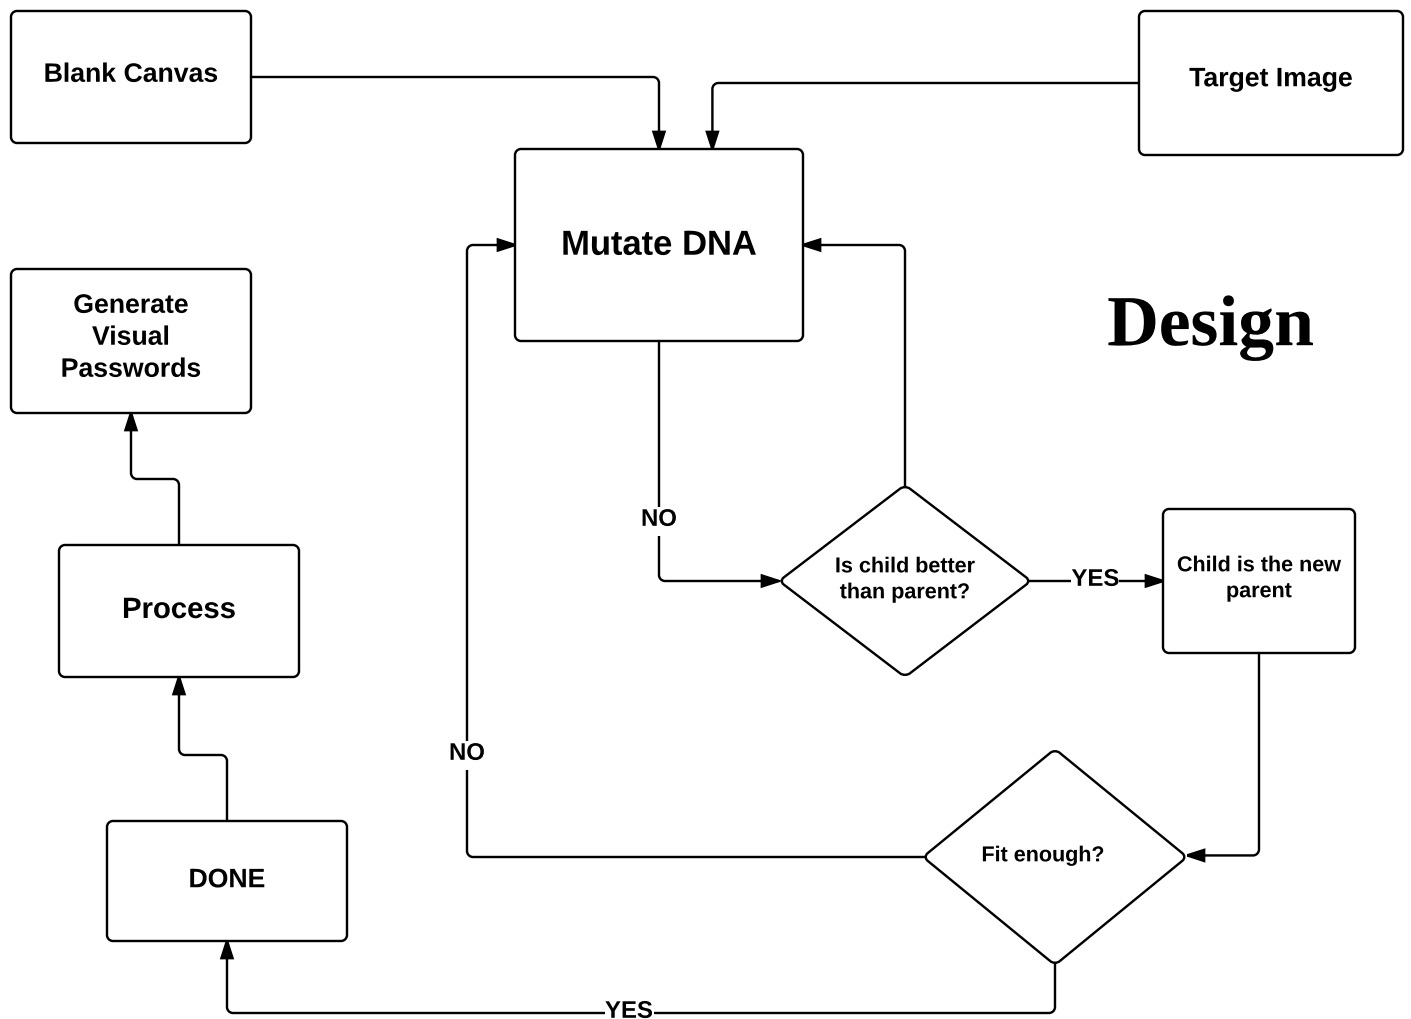 Blank Canvas
Target Image
Mutate DNA
Generate
Visual
Passwords
Design
NO
Is child better
than parent?
YES
Child is the new
parent
Process
NO
Fit enough?
DONE
YES